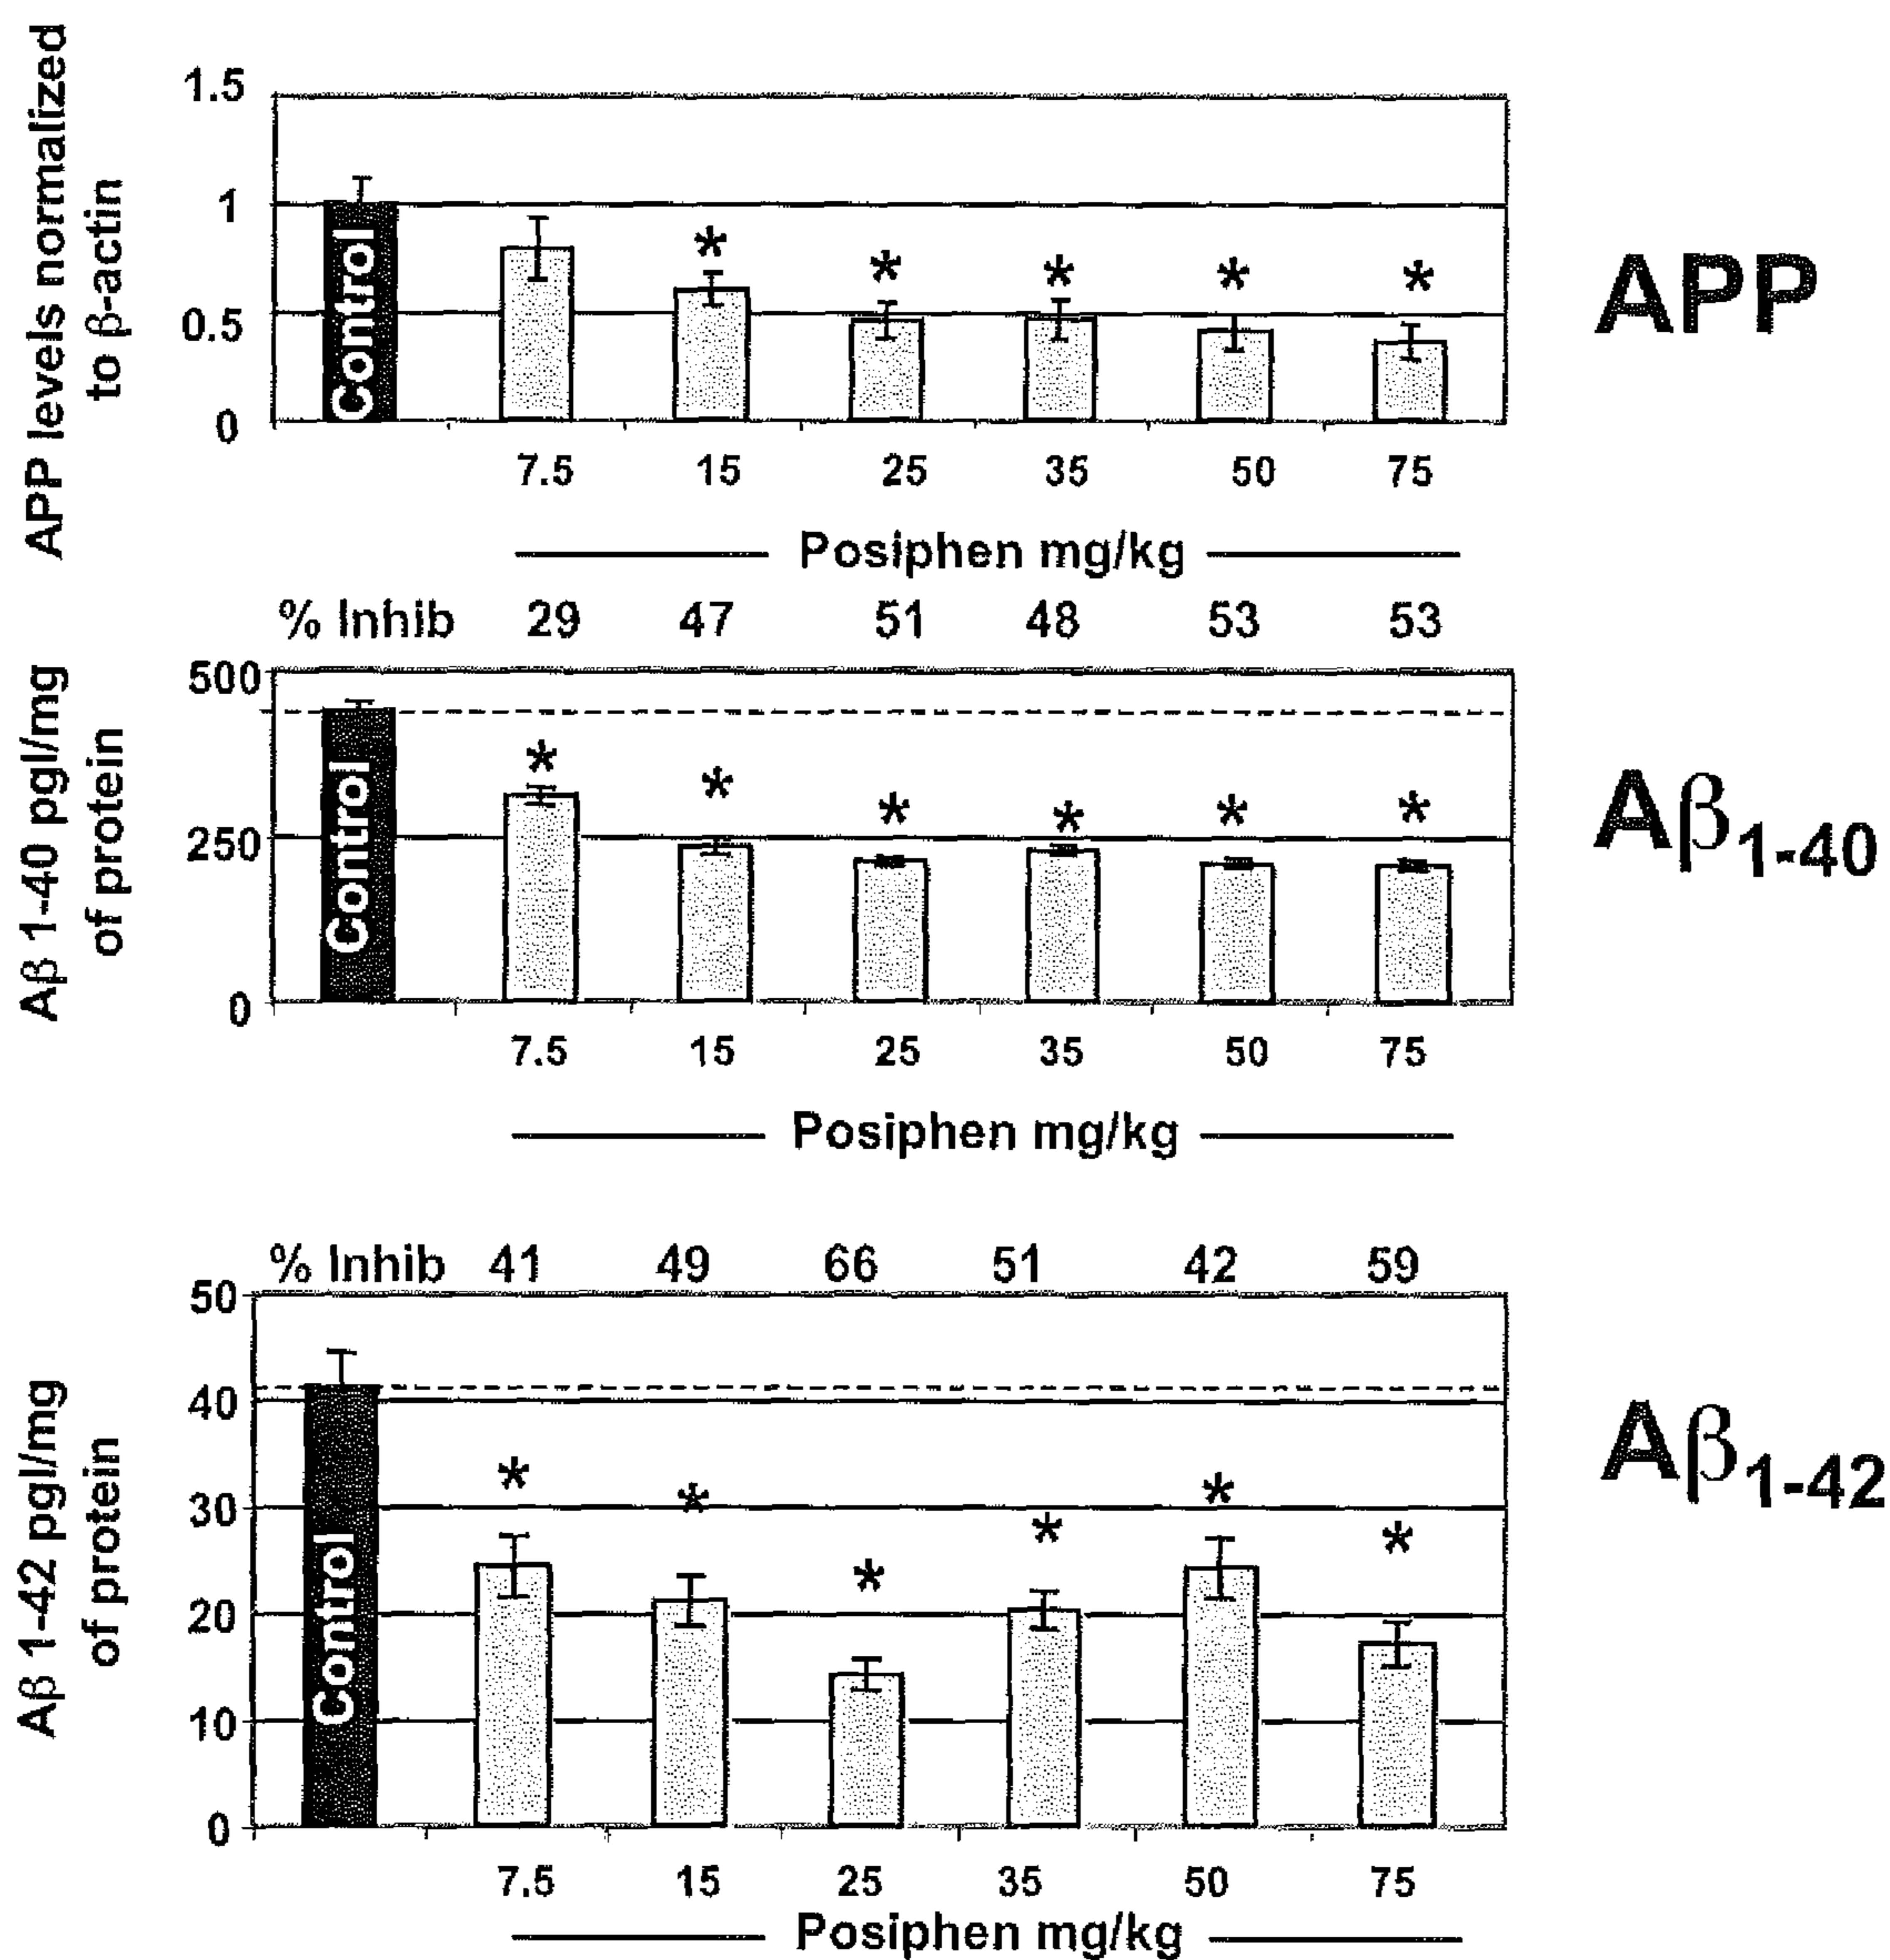 APP levels normalized
to β-actin
1.5
1
0.5
0
Control
* * * * *
7.5 15 25 35 50 75
Posiphen mg/kg
APP
% Inhib 29 47 51 48 53 53
Aβ 1-40 pgl/mg
of protein
500
250
0
Control
* * * * * *
7.5 15 25 35 50 75
Posiphen mg/kg
Aβ1-40
% Inhib 41 49 66 51 42 59
Aβ 1-42 pgl/mg
of protein
50
40
30
20
10
0
Control
* * * * * *
7.5 15 25 35 50 75
Posiphen mg/kg
Aβ1-42